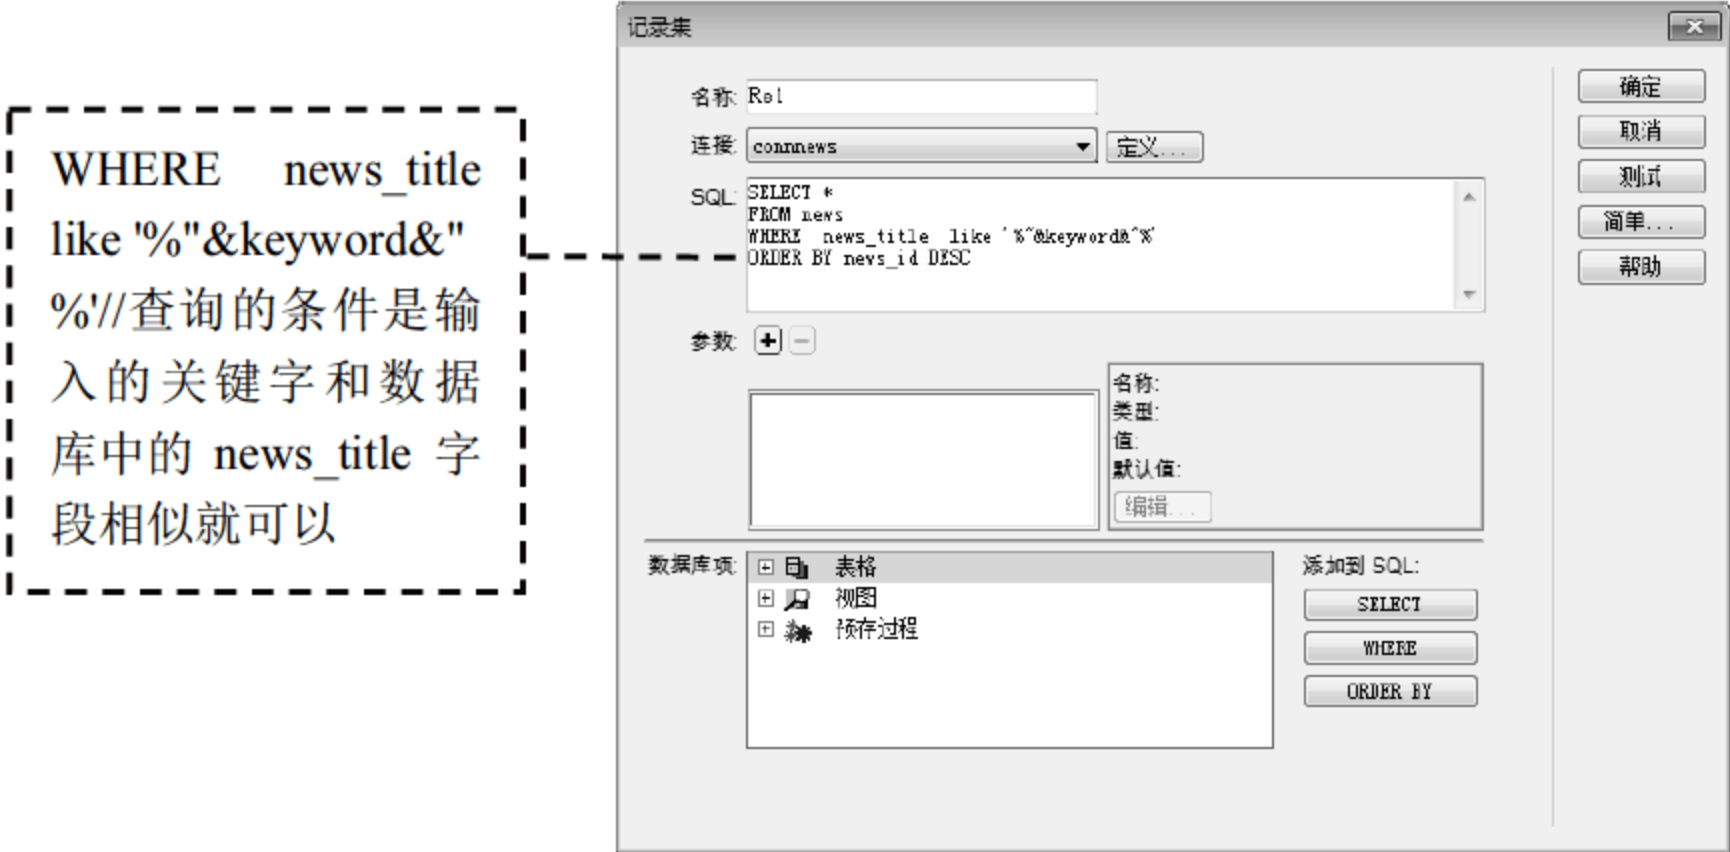 WHERE news_title
like '%"&keyword&"
%'//查询的条件是输
入的关键字和数据
库中的 news_title 字
段相似就可以
记录集
名称: Rs1
连接: connnews 定义...
SQL: SELECT *
FROM news
WHERE news_title like '%"&keyword&"%'
ORDER BY news_id DESC
参数:
名称:
类型:
值:
默认值:
编辑...
数据库项: 表格
视图
预存过程
添加到 SQL:
SELECT
WHERE
ORDER BY
确定
取消
测试
简单...
帮助